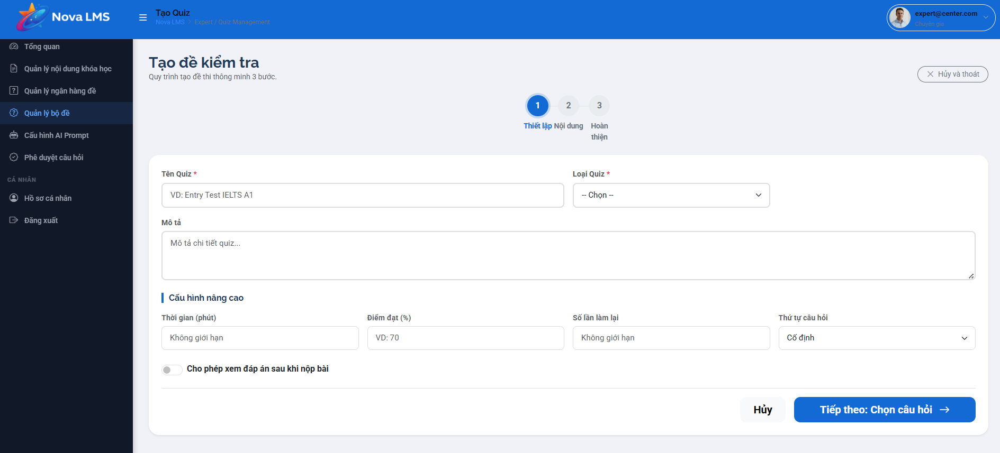 Nova LMS
Tạo Quiz
Nova LMS > Expert / Quiz Management
expert@center.com
Chuyên gia
Tổng quan
Quản lý nội dung khóa học
Quản lý ngân hàng đề
Quản lý bộ đề
Cấu hình AI Prompt
Phê duyệt câu hỏi
CÁ NHÂN
Hồ sơ cá nhân
Đăng xuất
Tạo đề kiểm tra
Quy trình tạo đề thi thông minh 3 bước.
Hủy và thoát
1 2 3
Thiết lập Nội dung Hoàn
thiện
Tên Quiz * Loại Quiz *
VD: Entry Test IELTS A1 -- Chọn --
Mô tả
Mô tả chi tiết quiz...
Cấu hình nâng cao
Thời gian (phút) Điểm đạt (%) Số lần làm lại Thứ tự câu hỏi
Không giới hạn VD: 70 Không giới hạn Cố định
Cho phép xem đáp án sau khi nộp bài
Hủy Tiếp theo: Chọn câu hỏi →